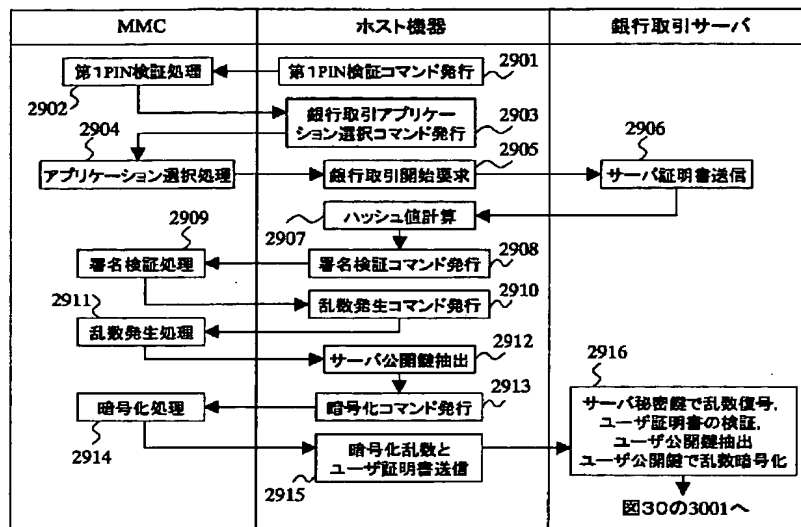 MMC
ホスト機器
銀行取引サーバ
第1PIN検証処理
第1PIN検証コマンド発行
2901
2902
銀行取引アプリケー
ション選択コマンド発行
2903
2904
アプリケーション選択処理
銀行取引開始要求
2905
2906
サーバ証明書送信
ハッシュ値計算
2907
署名検証コマンド発行
2908
2909
署名検証処理
乱数発生コマンド発行
2910
2911
乱数発生処理
サーバ公開鍵抽出
2912
暗号化コマンド発行
2913
暗号化処理
2914
暗号化乱数と
ユーザ証明書送信
2915
2916
サーバ秘密鍵で乱数復号,
ユーザ証明書の検証,
ユーザ公開鍵抽出
ユーザ公開鍵で乱数暗号化
図30の3001へ